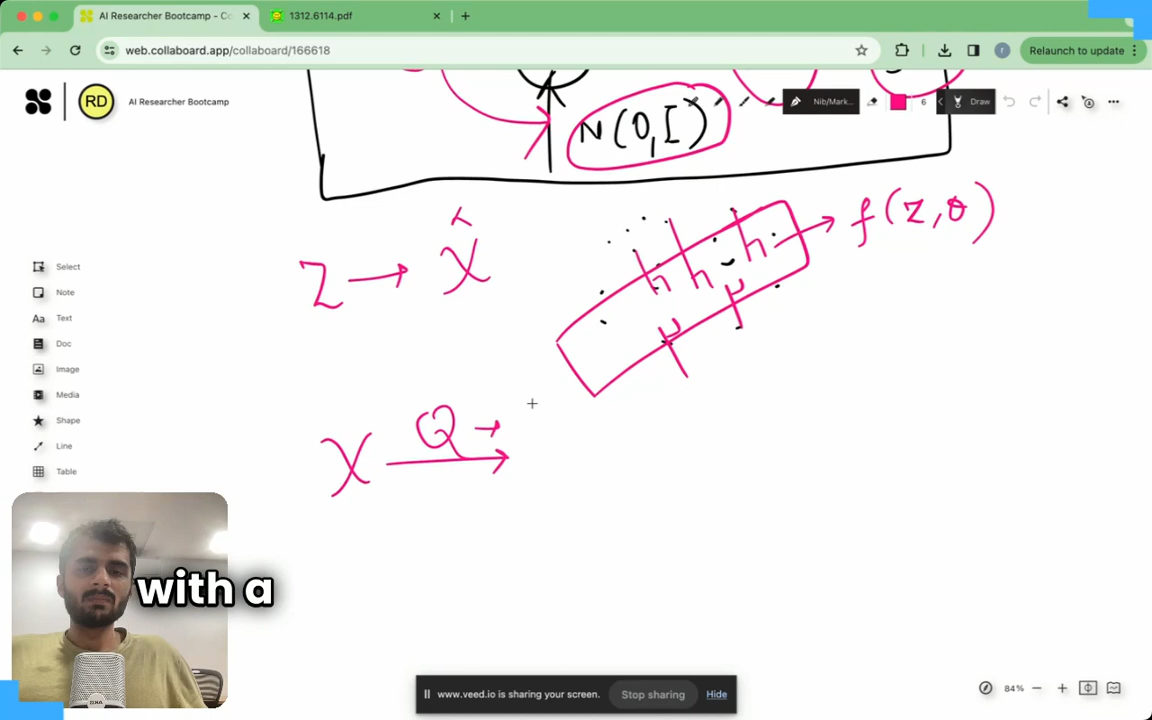 AI Researcher Bootcamp - Co
1312.6114.pdf
web.collaboard.app/collaboard/166618
r
Relaunch to update
RD
AI Researcher Bootcamp
Nib/Mark...
6
Draw
N(0,I)
Z → X̂
f(z,θ)
Select
Note
Text
Doc
Image
Media
Shape
Line
Table
X Q →
with a
www.veed.io is sharing your screen.
Stop sharing
Hide
84%